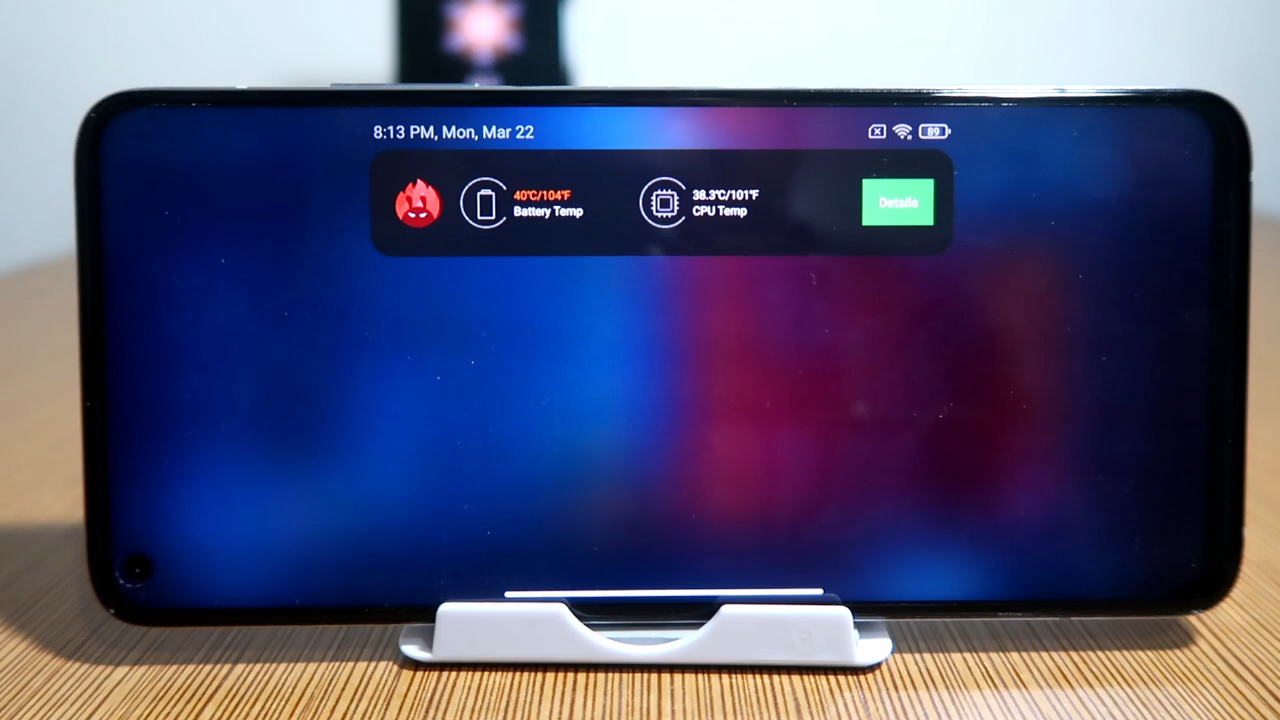 8:13 PM, Mon, Mar 22
89
40℃/104℉
Battery Temp
38.3℃/101℉
CPU Temp
Details